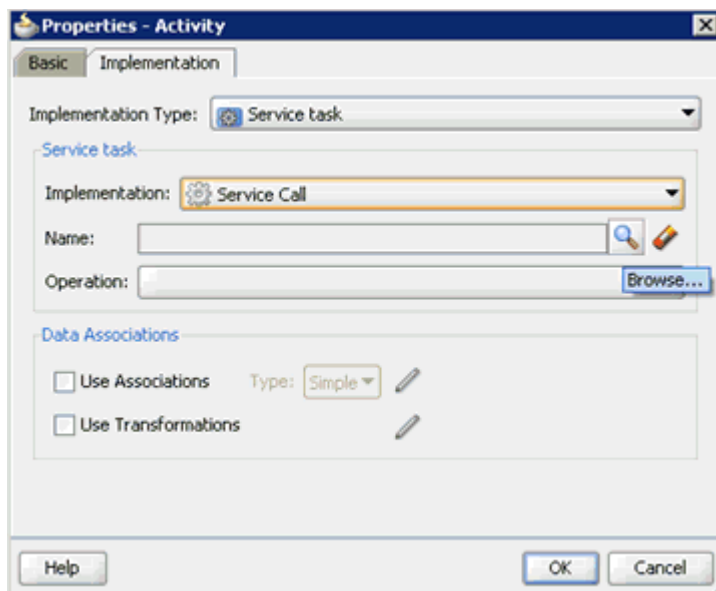 Properties - Activity
Basic Implementation
Implementation Type: Service task
Service task
Implementation: Service Call
Name:
Operation:
Browse...
Data Associations
Use Associations Type: Simple
Use Transformations
Help OK Cancel